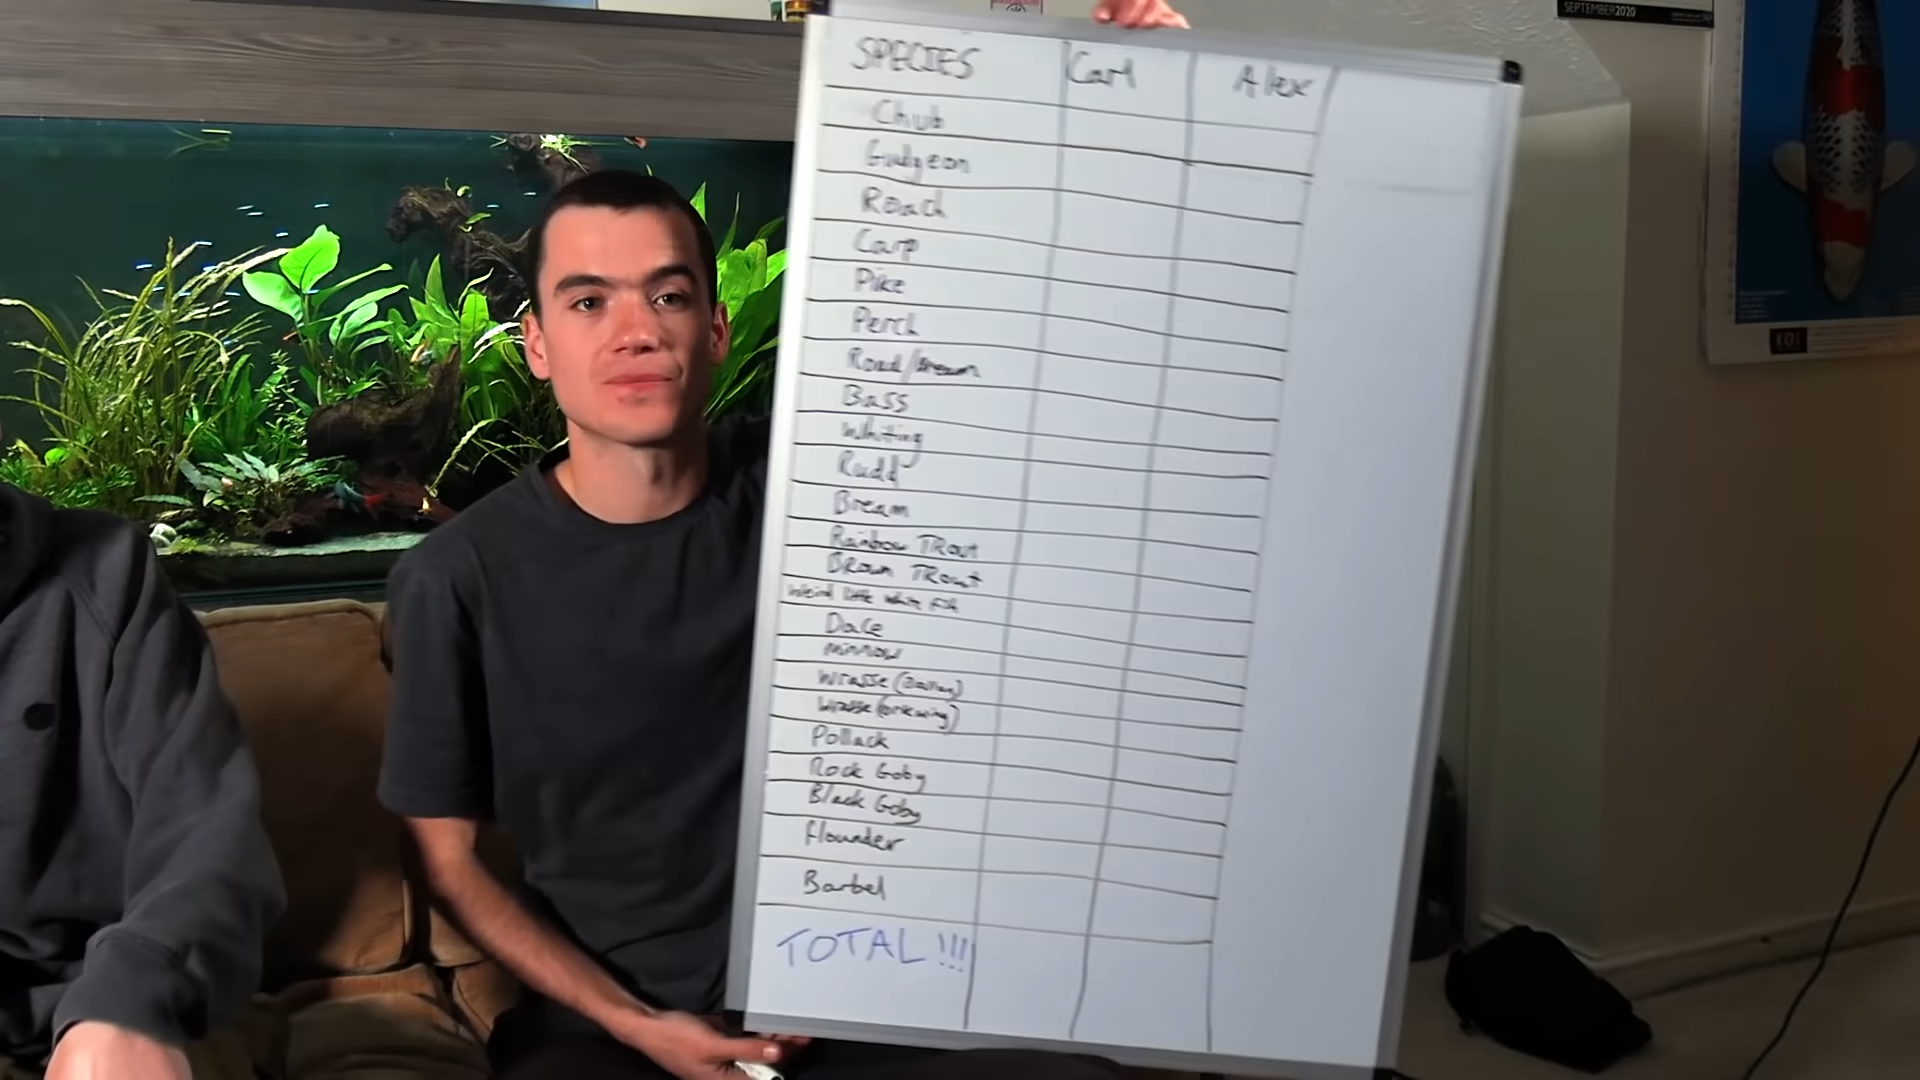 SEPTEMBER 2020
SPECIES Carl Alex
Chub
Gudgeon
Roach
Carp
Pike
Perch
Roach/Bream
Bass
Whiting
Rudd
Bream
Rainbow TRout
Brown TRout
Weird little white fish
Dace
minnow
Wrasse (Ballan)
Wrasse (corkwing)
Pollack
Rock Goby
Black Goby
flounder
Barbel
TOTAL !!!
KOI